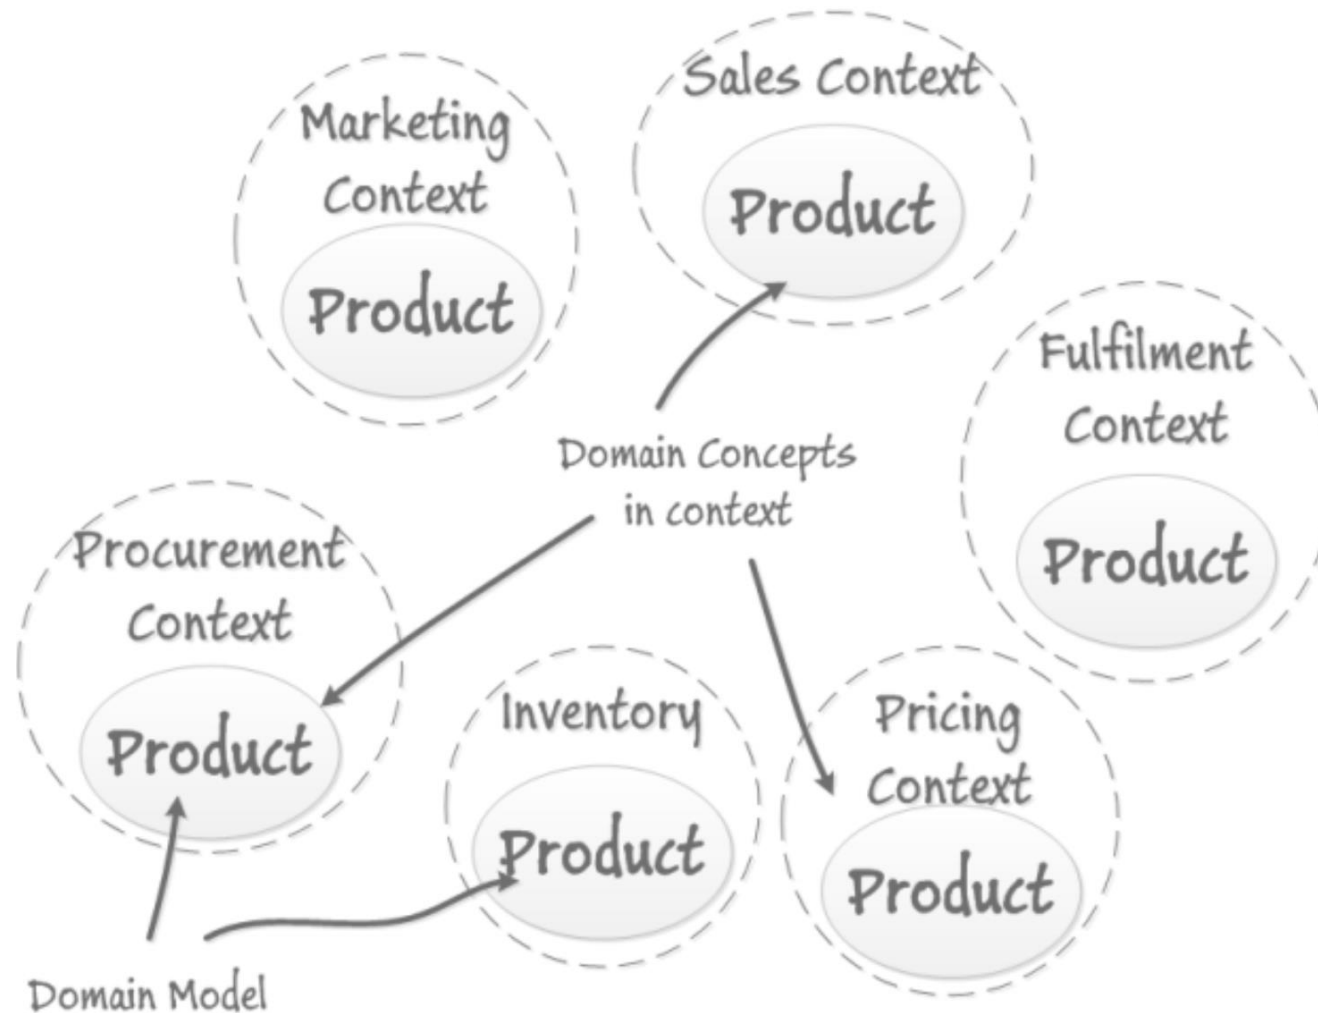 Sales Context
Product
Marketing
Context
Product
Fulfilment
Context
Product
Domain Concepts
in context
Procurement
Context
Product
Inventory
Product
Pricing
Context
Product
Domain Model